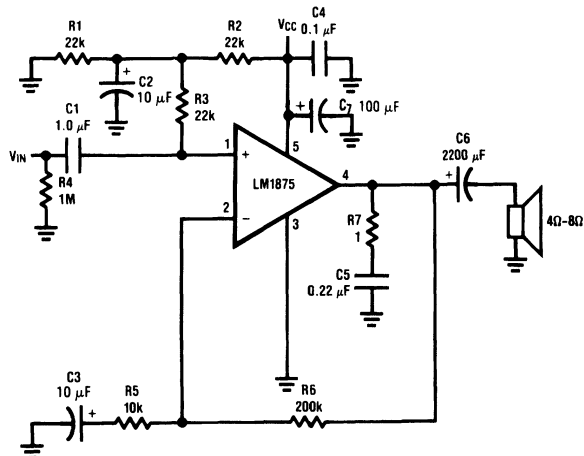 R1
22k
R2
22k
VCC
C4
0.1 μF
+
C2
10 μF
R3
22k
+
C7 100 μF
C1
1.0 μF
VIN
R4
1M
1
+
5
LM1875
4
2
−
3
+
C6
2200 μF
R7
1
4Ω-8Ω
C5
0.22 μF
C3
10 μF
+
R5
10k
R6
200k